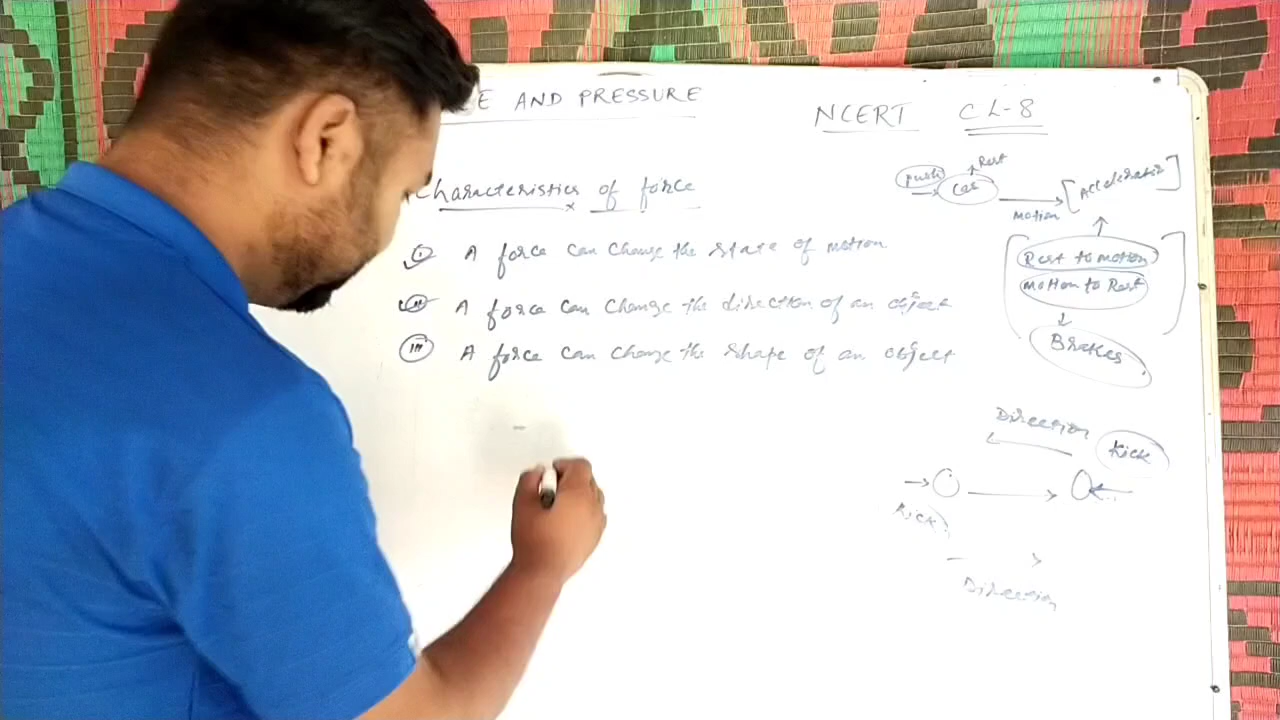 E AND PRESSURE
NCERT CL-8
Characteristics of force
(i) A force can change the state of motion
(ii) A force can change the direction of an object
(iii) A force can change the shape of an object
push
Car
Rest
motion
Rest to motion
motion to Rest
Brakes
Direction
Kick
Kick
Direction